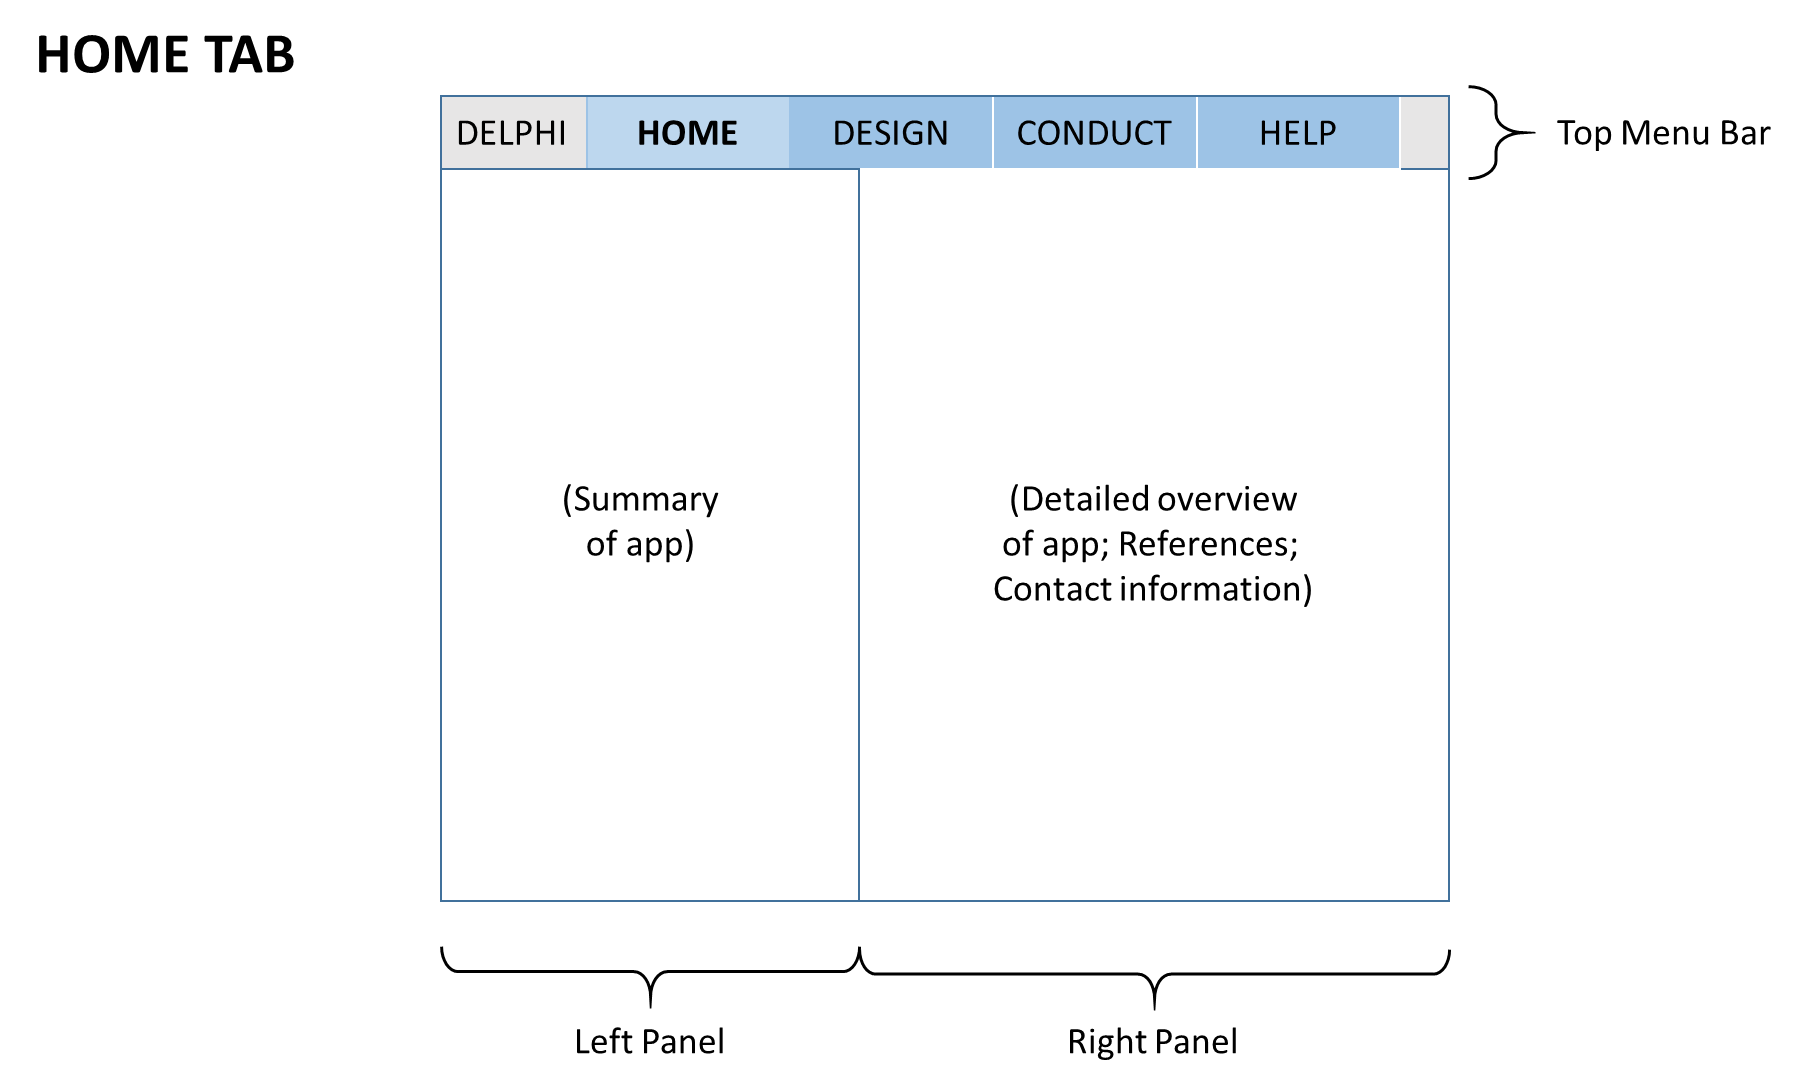 HOME TAB
DELPHI HOME DESIGN CONDUCT HELP
Top Menu Bar
(Summary
of app)
(Detailed overview
of app; References;
Contact information)
Left Panel
Right Panel